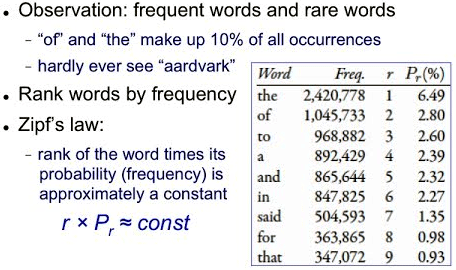 • Observation: frequent words and rare words
- “of” and “the” make up 10% of all occurrences
- hardly ever see “aardvark”
• Rank words by frequency
• Zipf’s law:
- rank of the word times its
probability (frequency) is
approximately a constant
r × Pr ≈ const
Word Freq. r Pr(%)
the 2,420,778 1 6.49
of 1,045,733 2 2.80
to 968,882 3 2.60
a 892,429 4 2.39
and 865,644 5 2.32
in 847,825 6 2.27
said 504,593 7 1.35
for 363,865 8 0.98
that 347,072 9 0.93